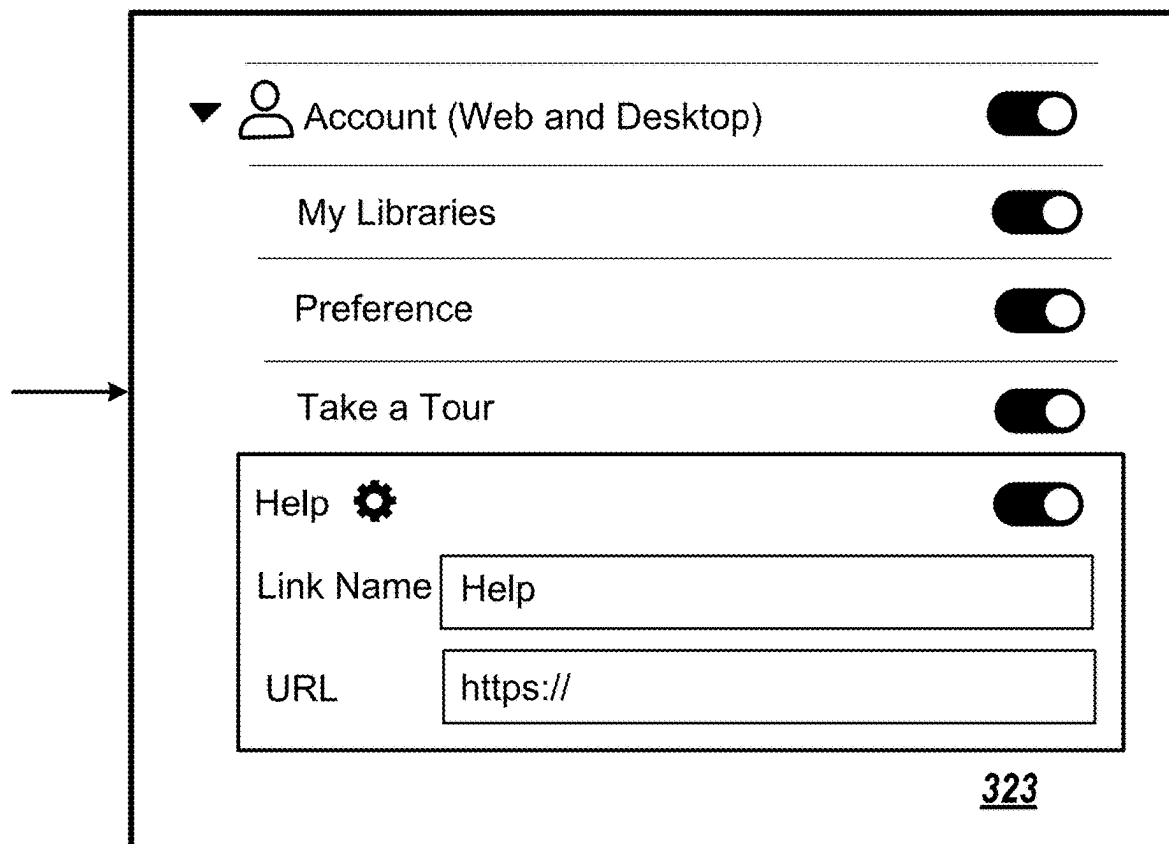 Account (Web and Desktop)
My Libraries
Preference
Take a Tour
Help
Link Name Help
URL https://
323